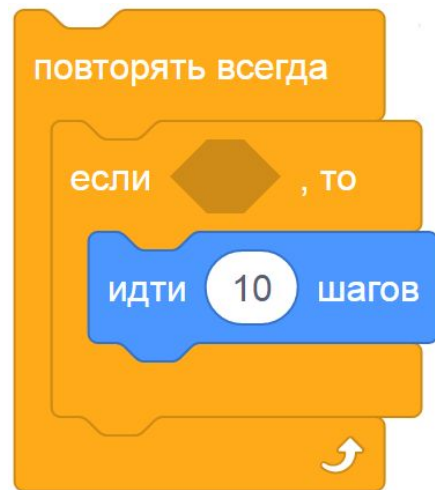 повторять всегда
если , то
идти 10 шагов